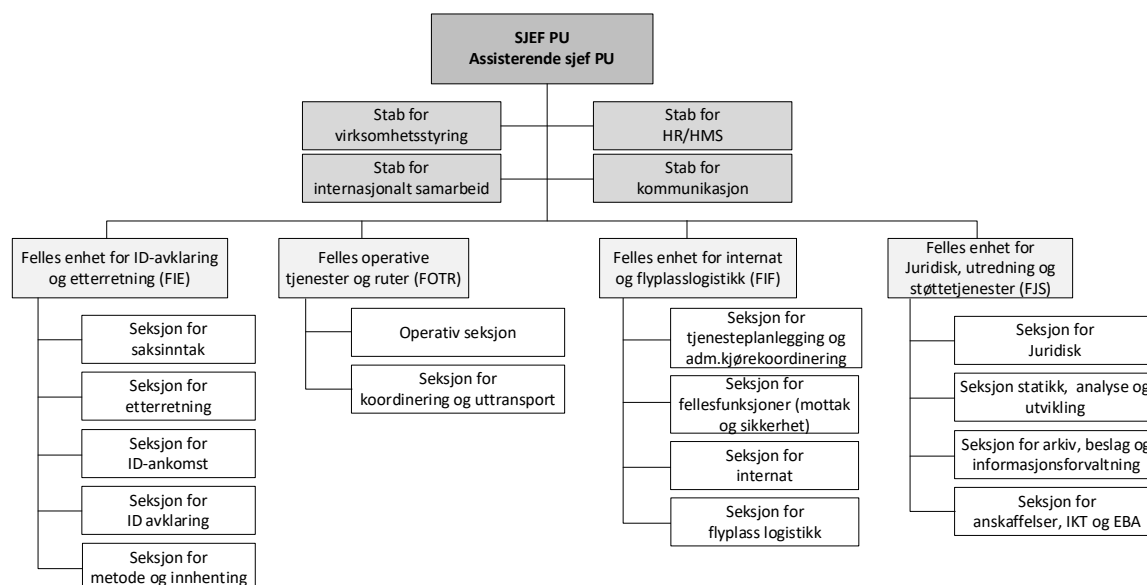 SJEF PU
Assisterende sjef PU
Stab for
virksomhetsstyring
Stab for
HR/HMS
Stab for
internasjonalt samarbeid
Stab for
kommunikasjon
Felles enhet for ID-avklaring
og etterretning (FIE)
Seksjon for
saksinntak
Seksjon for
etterretning
Seksjon for
ID-ankomst
Seksjon for
ID avklaring
Seksjon for
metode og innhenting
Felles operative
tjenester og ruter (FOTR)
Operativ seksjon
Seksjon for
koordinering og uttransport
Felles enhet for internat
og flyplasslogistikk (FIF)
Seksjon for
tjenesteplanlegging og
adm.kjørekoordinering
Seksjon for
fellesfunksjoner (mottak
og sikkerhet)
Seksjon for
internat
Seksjon for
flyplass logistikk
Felles enhet for
Juridisk, utredning og
støttetjenester (FJS)
Seksjon for
Juridisk
Seksjon statikk, analyse og
utvikling
Seksjon for arkiv, beslag og
informasjonsforvaltning
Seksjon for
anskaffelser, IKT og EBA